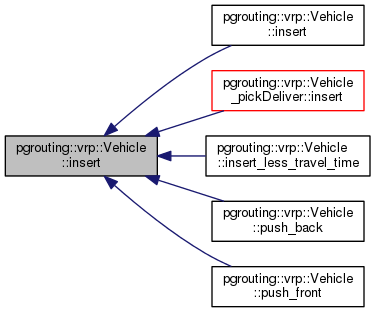 pgrouting::vrp::Vehicle
::insert
pgrouting::vrp::Vehicle
::insert
pgrouting::vrp::Vehicle
_pickDeliver::insert
pgrouting::vrp::Vehicle
::insert_less_travel_time
pgrouting::vrp::Vehicle
::push_back
pgrouting::vrp::Vehicle
::push_front